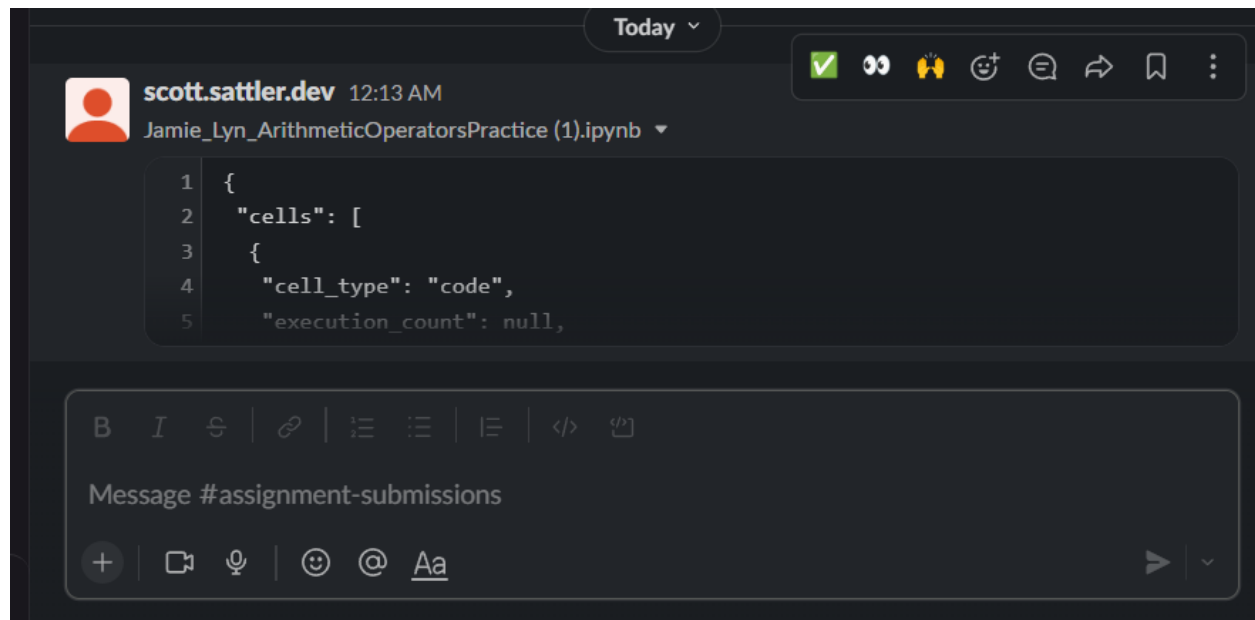 Today
scott.sattler.dev 12:13 AM
Jamie_Lyn_ArithmeticOperatorsPractice (1).ipynb
1 {
2 "cells": [
3 {
4 "cell_type": "code",
5 "execution_count": null,
B I S
Message #assignment-submissions
+ @ Aa